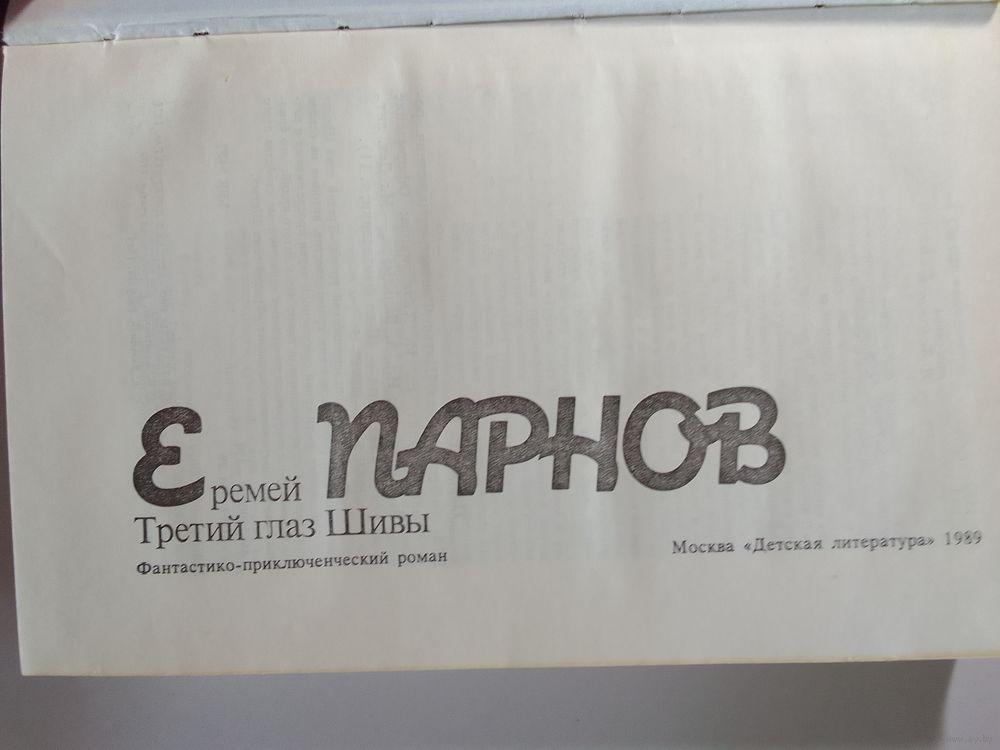 Еремей ПАРНОВ
Третий глаз Шивы
Фантастико-приключенческий роман
Москва «Детская литература» 1989